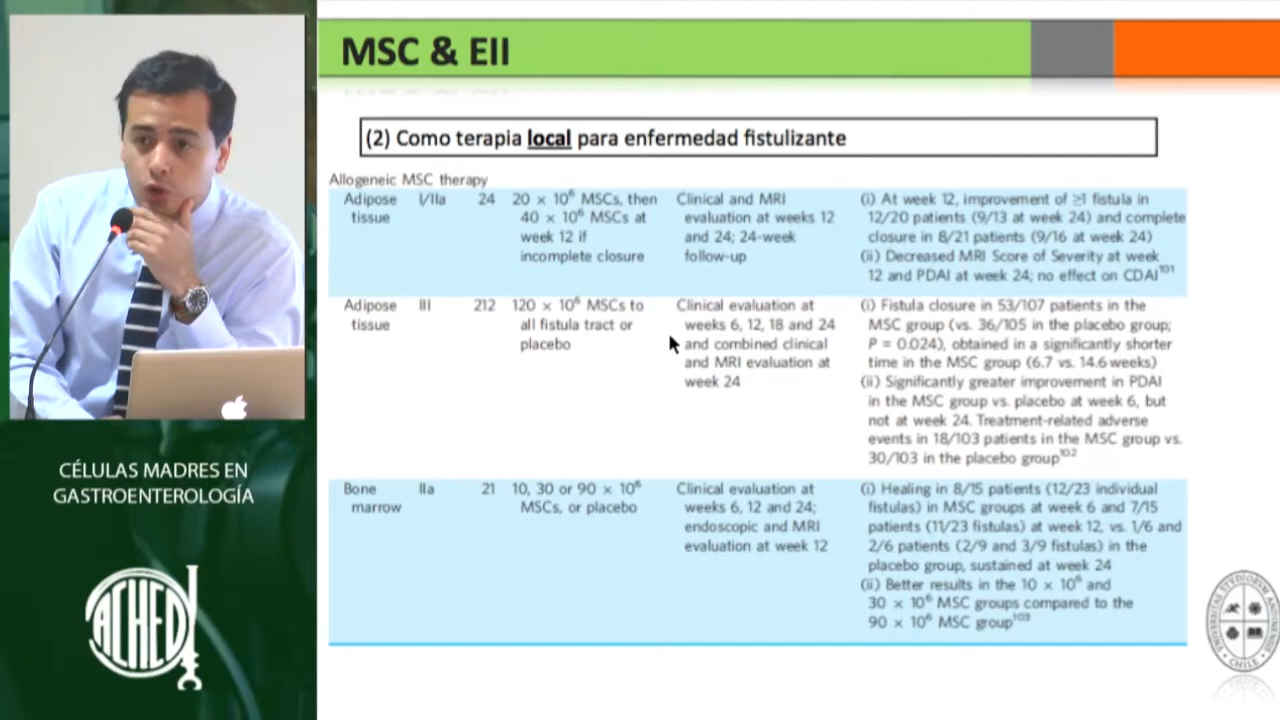 MSC & EII
(2) Como terapia local para enfermedad fistulizante
Allogeneic MSC therapy
Adipose tissue
I/IIa
24
20 × 10⁶ MSCs, then
40 × 10⁶ MSCs at
week 12 if
incomplete closure
Clinical and MRI
evaluation at weeks 12
and 24; 24-week
follow-up
(i) At week 12, improvement of ≥1 fistula in
12/20 patients (9/13 at week 24) and complete
closure in 8/21 patients (9/16 at week 24)
(ii) Decreased MRI Score of Severity at week
12 and PDAI at week 24; no effect on CDAI¹⁰¹
Adipose
tissue
III
212
120 × 10⁶ MSCs to
all fistula tract or
placebo
Clinical evaluation at
weeks 6, 12, 18 and 24
and combined clinical
and MRI evaluation at
week 24
(i) Fistula closure in 53/107 patients in the
MSC group (vs. 36/105 in the placebo group;
P = 0.024), obtained in a significantly shorter
time in the MSC group (6.7 vs. 14.6 weeks)
(ii) Significantly greater improvement in PDAI
in the MSC group vs. placebo at week 6, but
not at week 24. Treatment-related adverse
events in 18/103 patients in the MSC group vs.
30/103 in the placebo group¹⁰²
Bone
marrow
IIa
21
10, 30 or 90 × 10⁶
MSCs, or placebo
Clinical evaluation at
weeks 6, 12 and 24;
endoscopic and MRI
evaluation at week 12
(i) Healing in 8/15 patients (12/23 individual
fistulas) in MSC groups at week 6 and 7/15
patients (11/23 fistulas) at week 12, vs. 1/6 and
2/6 patients (2/9 and 3/9 fistulas) in the
placebo group, sustained at week 24
(ii) Better results in the 10 × 10⁶ and
30 × 10⁶ MSC groups compared to the
90 × 10⁶ MSC group¹⁰³
CÉLULAS MADRES EN
GASTROENTEROLOGÍA
ACHED
CHILE